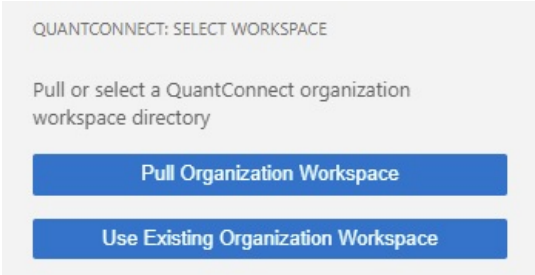 QUANTCONNECT: SELECT WORKSPACE
Pull or select a QuantConnect organization
workspace directory
Pull Organization Workspace
Use Existing Organization Workspace